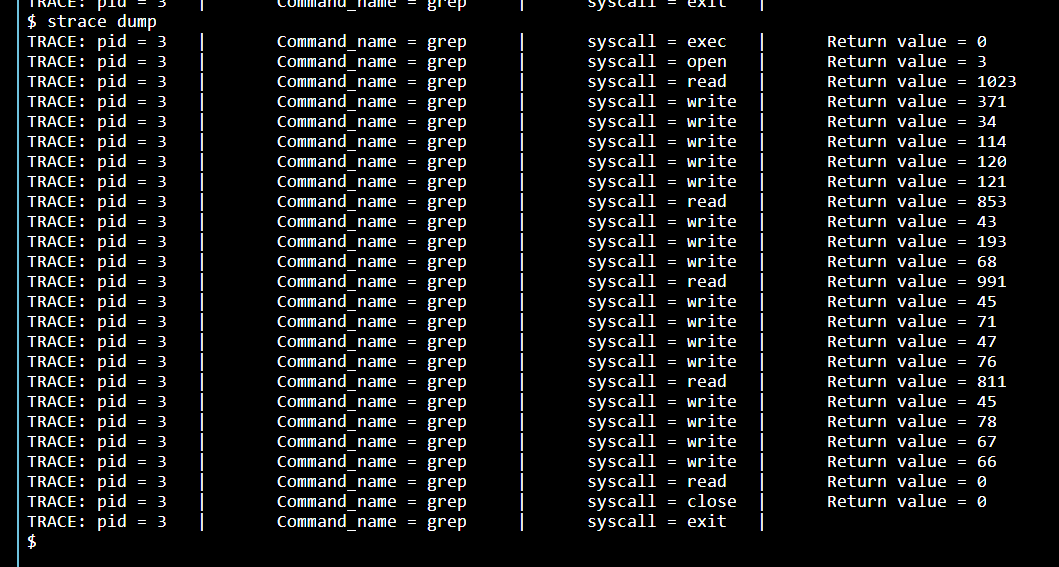 TRACE: pid = 3 | Command_name = grep | syscall = exit |
$ strace dump
TRACE: pid = 3 | Command_name = grep | syscall = exec | Return value = 0
TRACE: pid = 3 | Command_name = grep | syscall = open | Return value = 3
TRACE: pid = 3 | Command_name = grep | syscall = read | Return value = 1023
TRACE: pid = 3 | Command_name = grep | syscall = write | Return value = 371
TRACE: pid = 3 | Command_name = grep | syscall = write | Return value = 34
TRACE: pid = 3 | Command_name = grep | syscall = write | Return value = 114
TRACE: pid = 3 | Command_name = grep | syscall = write | Return value = 120
TRACE: pid = 3 | Command_name = grep | syscall = write | Return value = 121
TRACE: pid = 3 | Command_name = grep | syscall = read | Return value = 853
TRACE: pid = 3 | Command_name = grep | syscall = write | Return value = 43
TRACE: pid = 3 | Command_name = grep | syscall = write | Return value = 193
TRACE: pid = 3 | Command_name = grep | syscall = write | Return value = 68
TRACE: pid = 3 | Command_name = grep | syscall = read | Return value = 991
TRACE: pid = 3 | Command_name = grep | syscall = write | Return value = 45
TRACE: pid = 3 | Command_name = grep | syscall = write | Return value = 71
TRACE: pid = 3 | Command_name = grep | syscall = write | Return value = 47
TRACE: pid = 3 | Command_name = grep | syscall = write | Return value = 76
TRACE: pid = 3 | Command_name = grep | syscall = read | Return value = 811
TRACE: pid = 3 | Command_name = grep | syscall = write | Return value = 45
TRACE: pid = 3 | Command_name = grep | syscall = write | Return value = 78
TRACE: pid = 3 | Command_name = grep | syscall = write | Return value = 67
TRACE: pid = 3 | Command_name = grep | syscall = write | Return value = 66
TRACE: pid = 3 | Command_name = grep | syscall = read | Return value = 0
TRACE: pid = 3 | Command_name = grep | syscall = close | Return value = 0
TRACE: pid = 3 | Command_name = grep | syscall = exit |
$